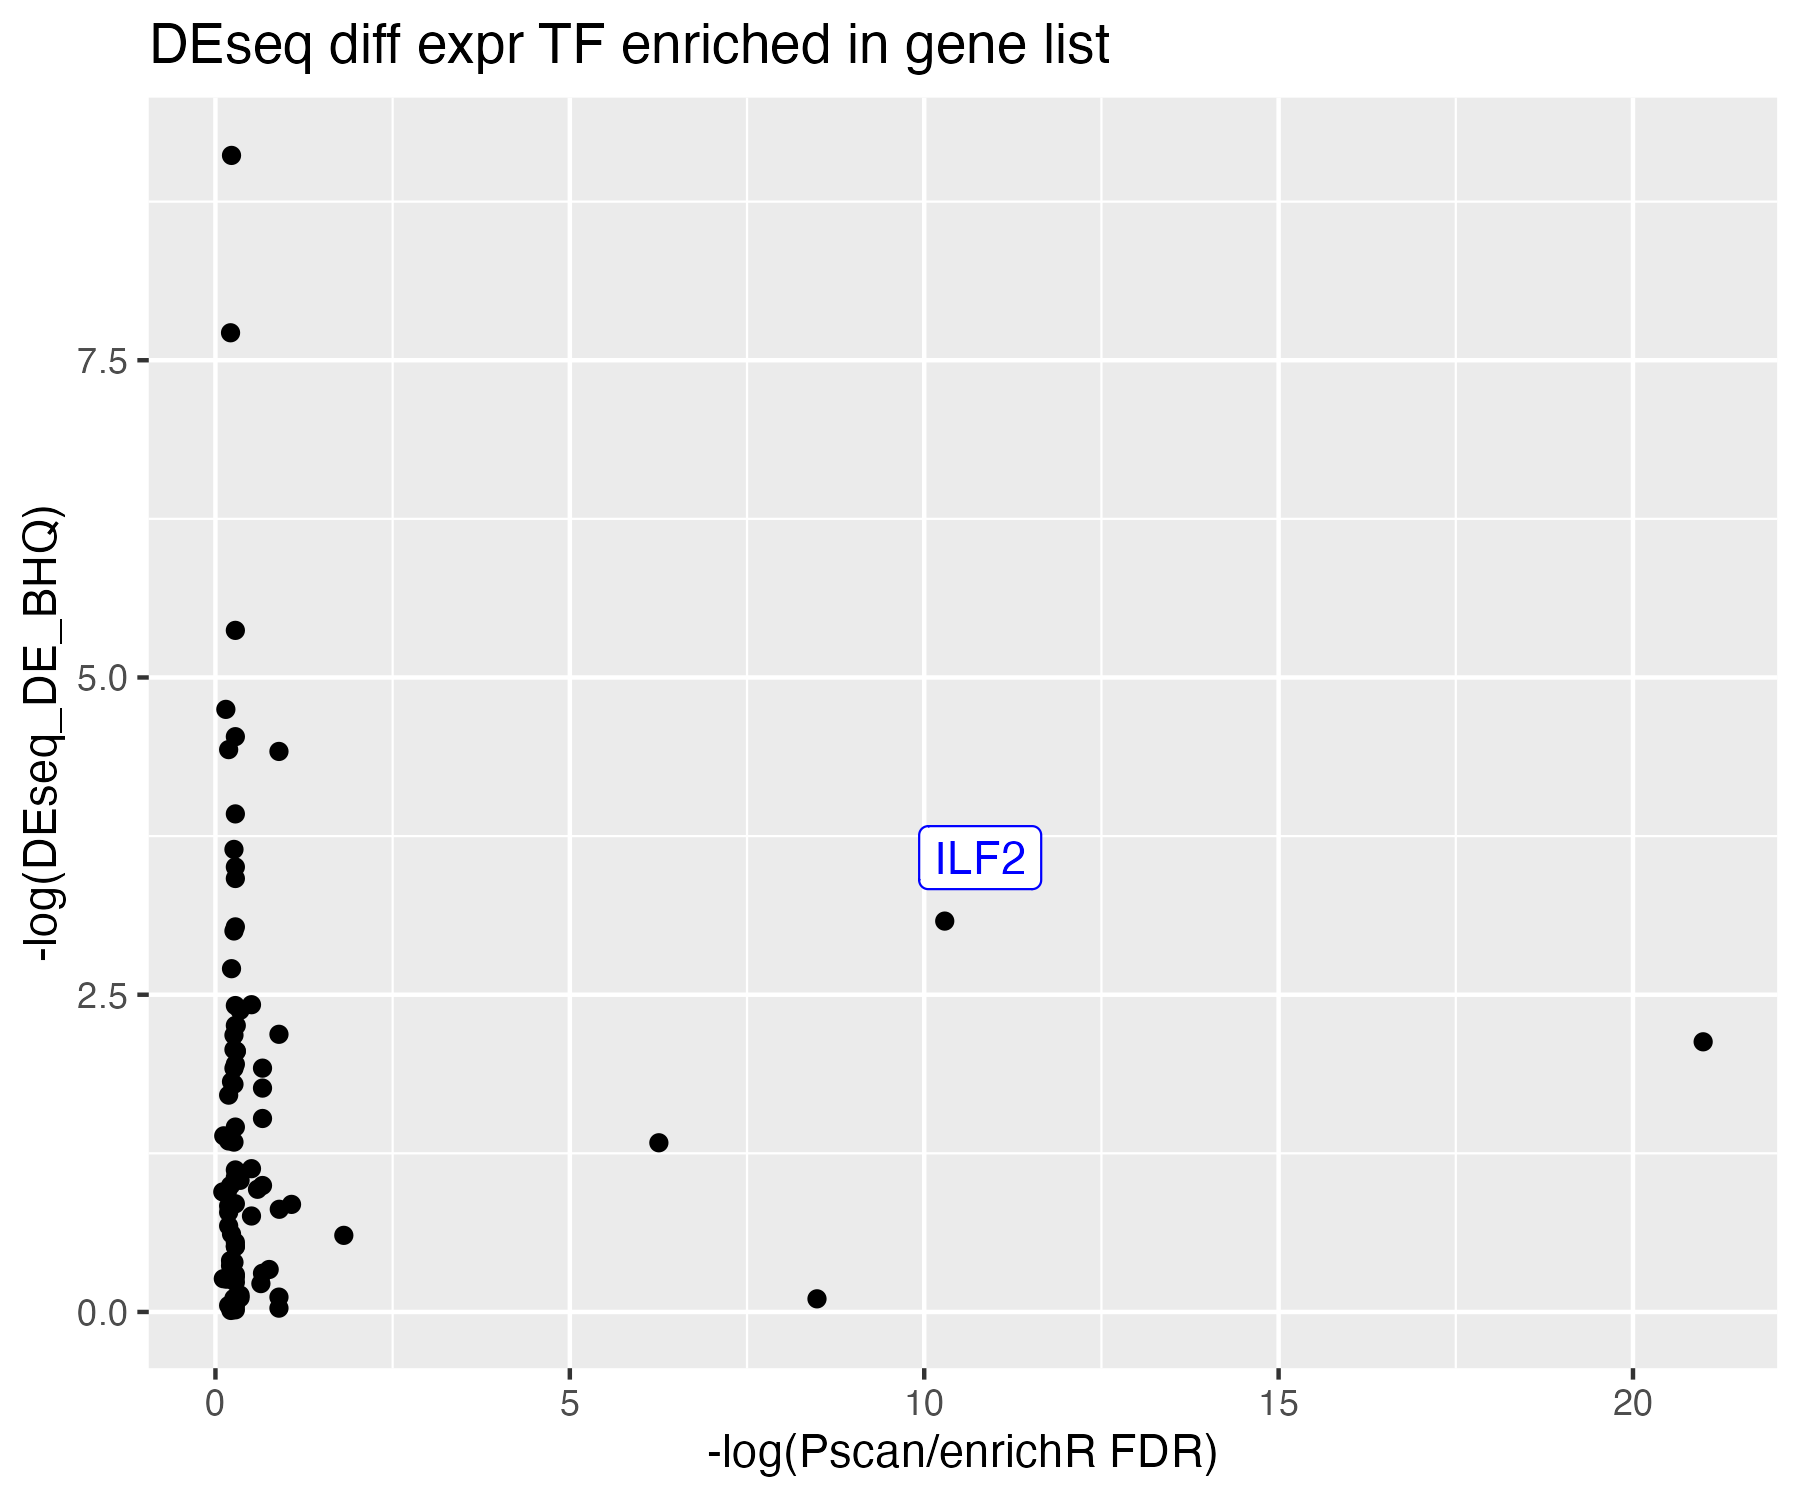 DEseq diff expr TF enriched in gene list
-log(DEseq_DE_BHQ)
7.5
5.0
2.5
0.0
ILF2
0 5 10 15 20
-log(Pscan/enrichR FDR)